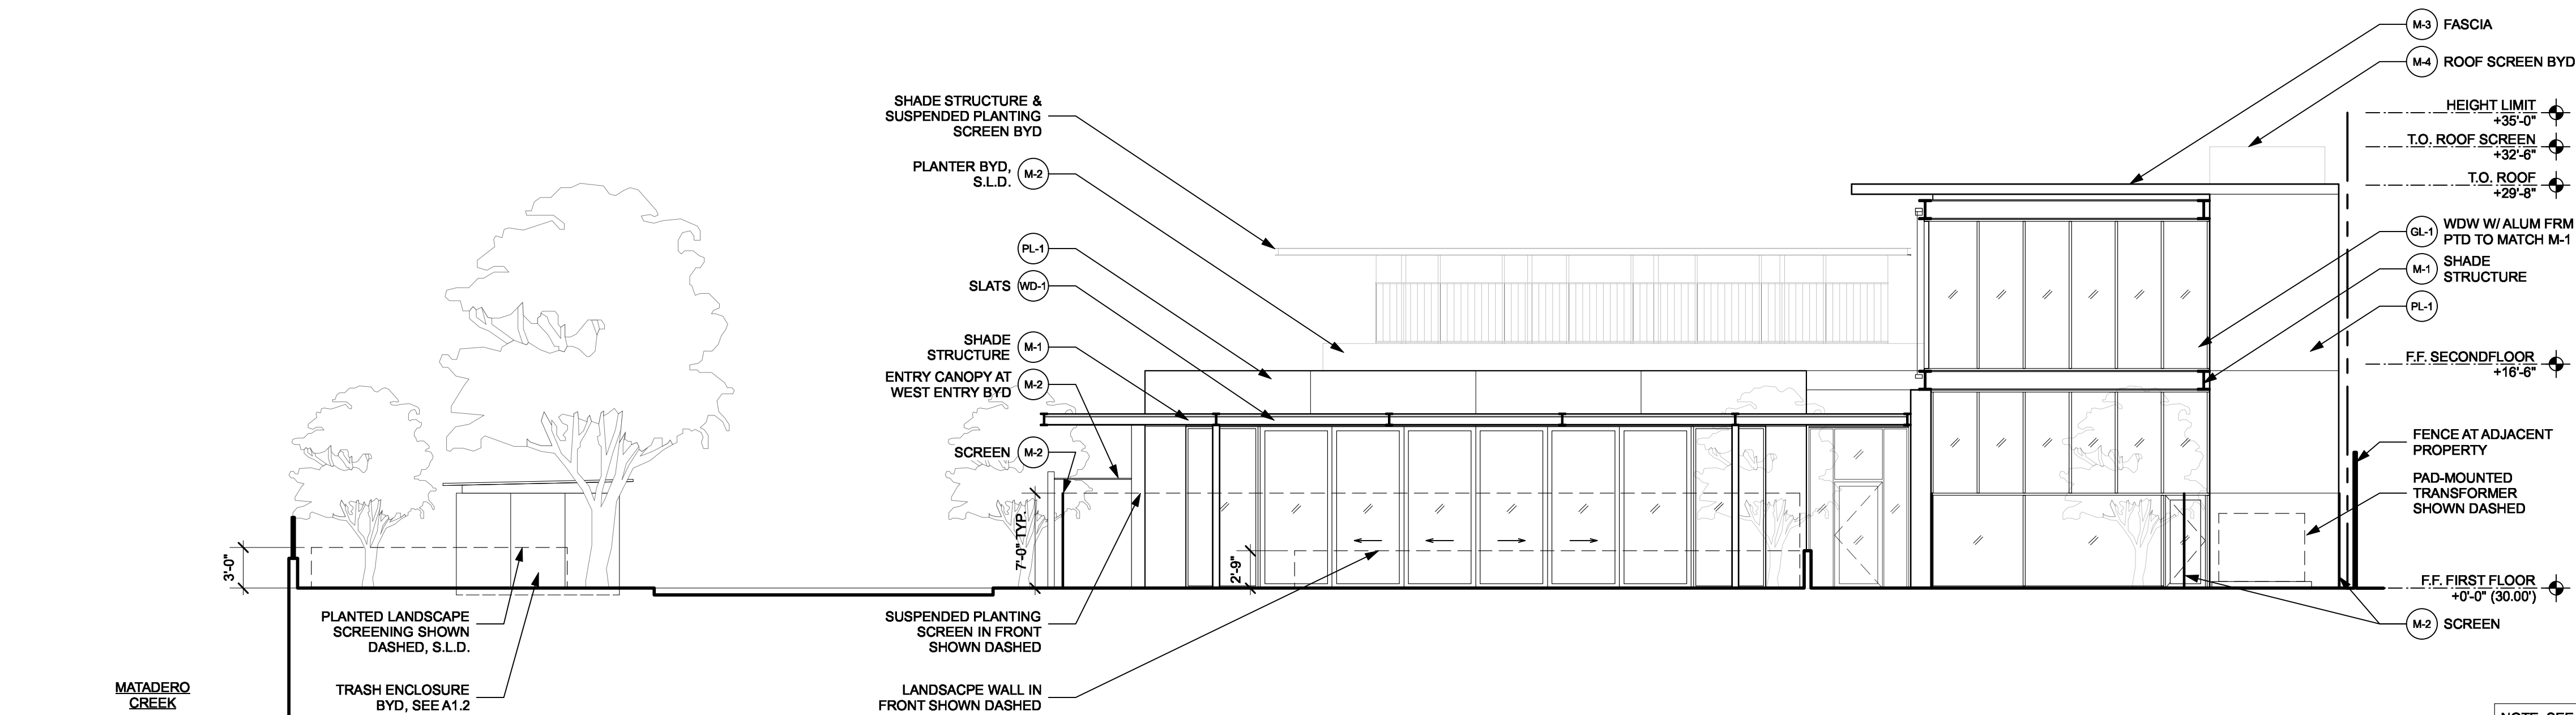 SHADE STRUCTURE &
SUSPENDED PLANTING
SCREEN BYD
PLANTER BYD,
S.L.D.
M-2
PL-1
SLATS
WD-1
SHADE
STRUCTURE
M-1
ENTRY CANOPY AT
WEST ENTRY BYD
M-2
SCREEN
M-2
3'-0"
7'-0" TYP.
2'-9"
PLANTED LANDSCAPE
SCREENING SHOWN
DASHED, S.L.D.
TRASH ENCLOSURE
BYD, SEE A1.2
MATADERO
CREEK
SUSPENDED PLANTING
SCREEN IN FRONT
SHOWN DASHED
LANDSACPE WALL IN
FRONT SHOWN DASHED
M-3 FASCIA
M-4 ROOF SCREEN BYD
HEIGHT LIMIT
+35'-0"
T.O. ROOF SCREEN
+32'-6"
T.O. ROOF
+29'-8"
GL-1
WDW W/ ALUM FRM
PTD TO MATCH M-1
M-1
SHADE
STRUCTURE
PL-1
F.F. SECONDFLOOR
+16'-6"
FENCE AT ADJACENT
PROPERTY
PAD-MOUNTED
TRANSFORMER
SHOWN DASHED
F.F. FIRST FLOOR
+0'-0" (30.00')
M-2 SCREEN